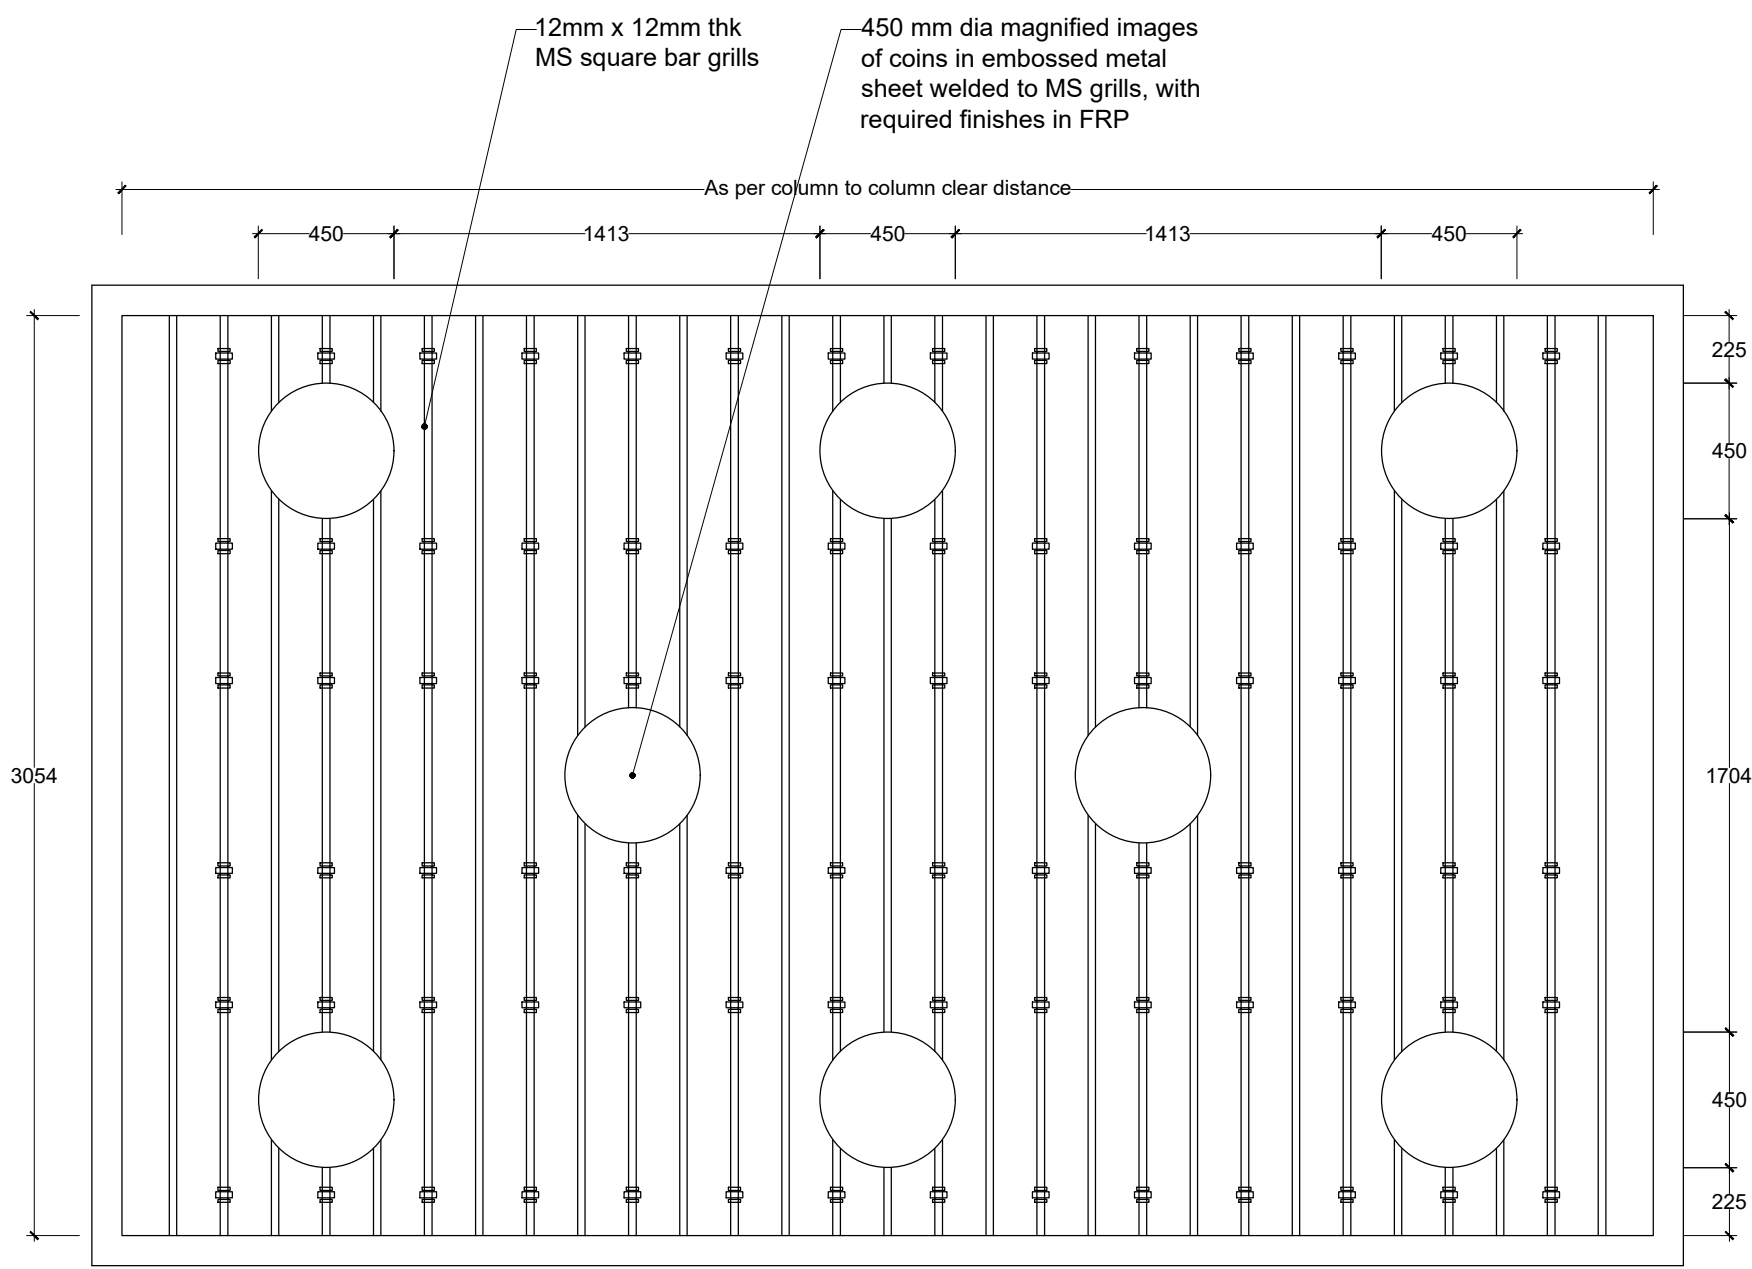 12mm x 12mm thk
MS square bar grills
450 mm dia magnified images
of coins in embossed metal
sheet welded to MS grills, with
required finishes in FRP
As per column to column clear distance
450
1413
450
1413
450
225
450
3054
1704
450
225